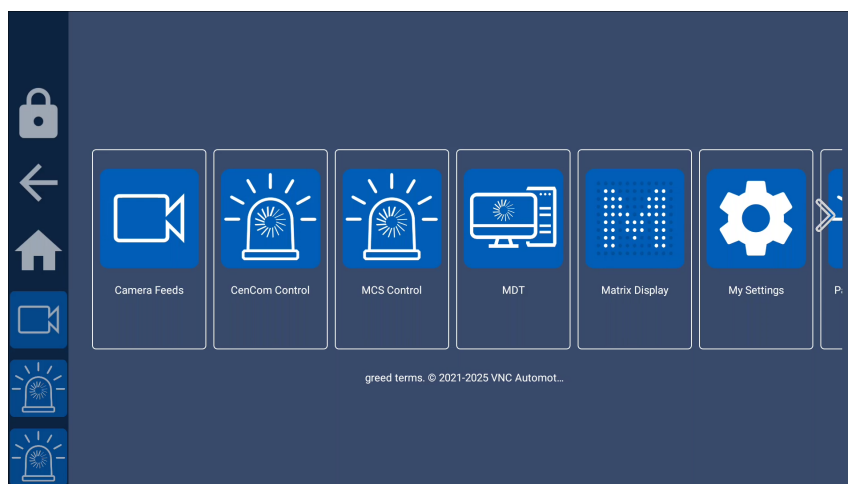 Camera Feeds
CenCom Control
MCS Control
MDT
Matrix Display
My Settings
greed terms. © 2021-2025 VNC Automot...